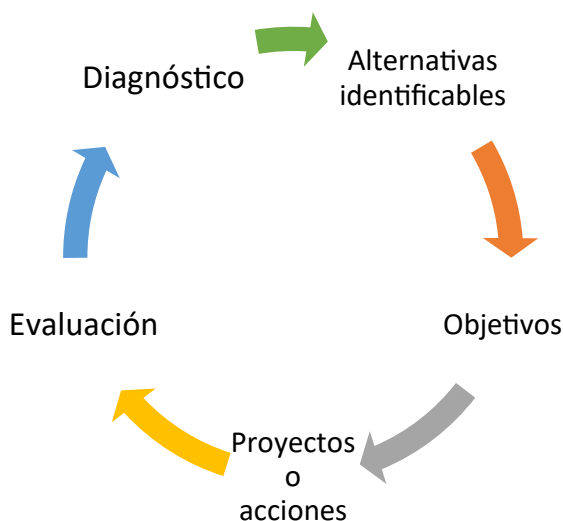 Diagnóstico
Alternativas
identificables
Objetivos
Proyectos
o
acciones
Evaluación